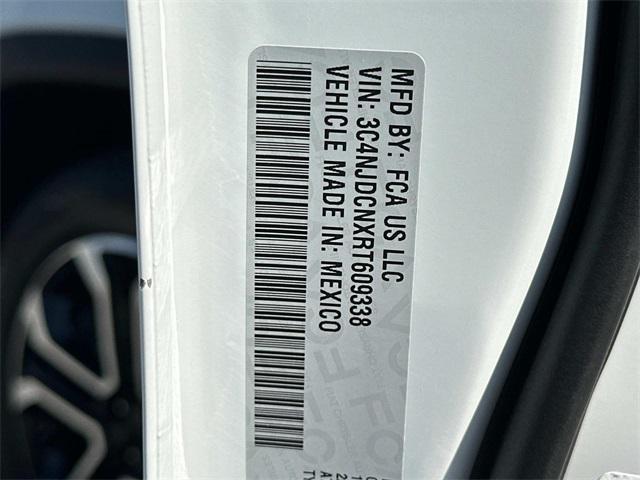 MFD BY: FCA US LLC
VIN: 3C4NJDCNXRT609338
VEHICLE MADE IN: MEXICO